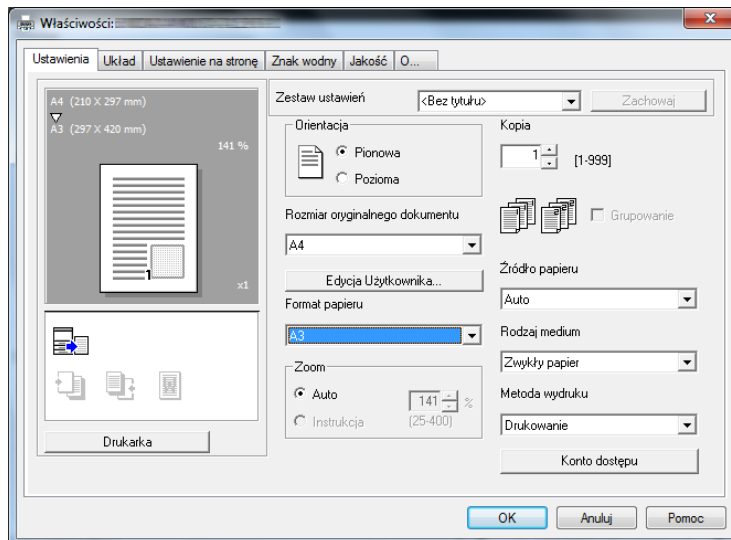 Właściwości:
Ustawienia Układ Ustawienie na stronę Znak wodny Jakość O...
A4 (210 X 297 mm)
A3 (297 X 420 mm)
141 %
1
x1
Drukarka
Zestaw ustawień <Bez tytułu> Zachowaj
Orientacja
Pionowa
Pozioma
Rozmiar oryginalnego dokumentu
A4
Edycja Użytkownika...
Format papieru
A3
Zoom
Auto 141 %
Instrukcja (25-400)
Kopia
1 [1-999]
Grupowanie
Źródło papieru
Auto
Rodzaj medium
Zwykły papier
Metoda wydruku
Drukowanie
Konto dostępu
OK Anuluj Pomoc